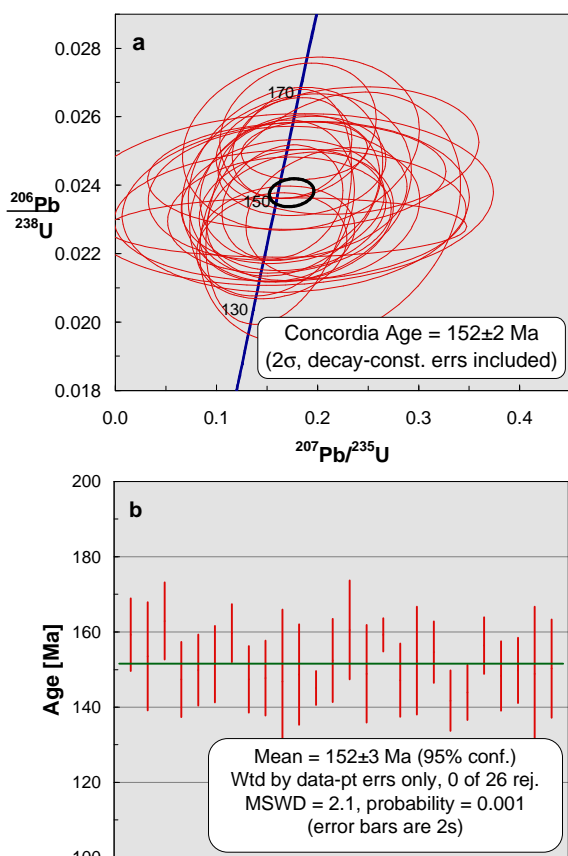 a
0.028
0.026
0.024
0.022
0.020
0.018
²⁰⁶Pb
²³⁸U
170
150
130
Concordia Age = 152±2 Ma
(2σ, decay-const. errs included)
0.0 0.1 0.2 0.3 0.4
²⁰⁷Pb/²³⁵U
b
200
180
160
140
120
100
Age [Ma]
Mean = 152±3 Ma (95% conf.)
Wtd by data-pt errs only, 0 of 26 rej.
MSWD = 2.1, probability = 0.001
(error bars are 2s)